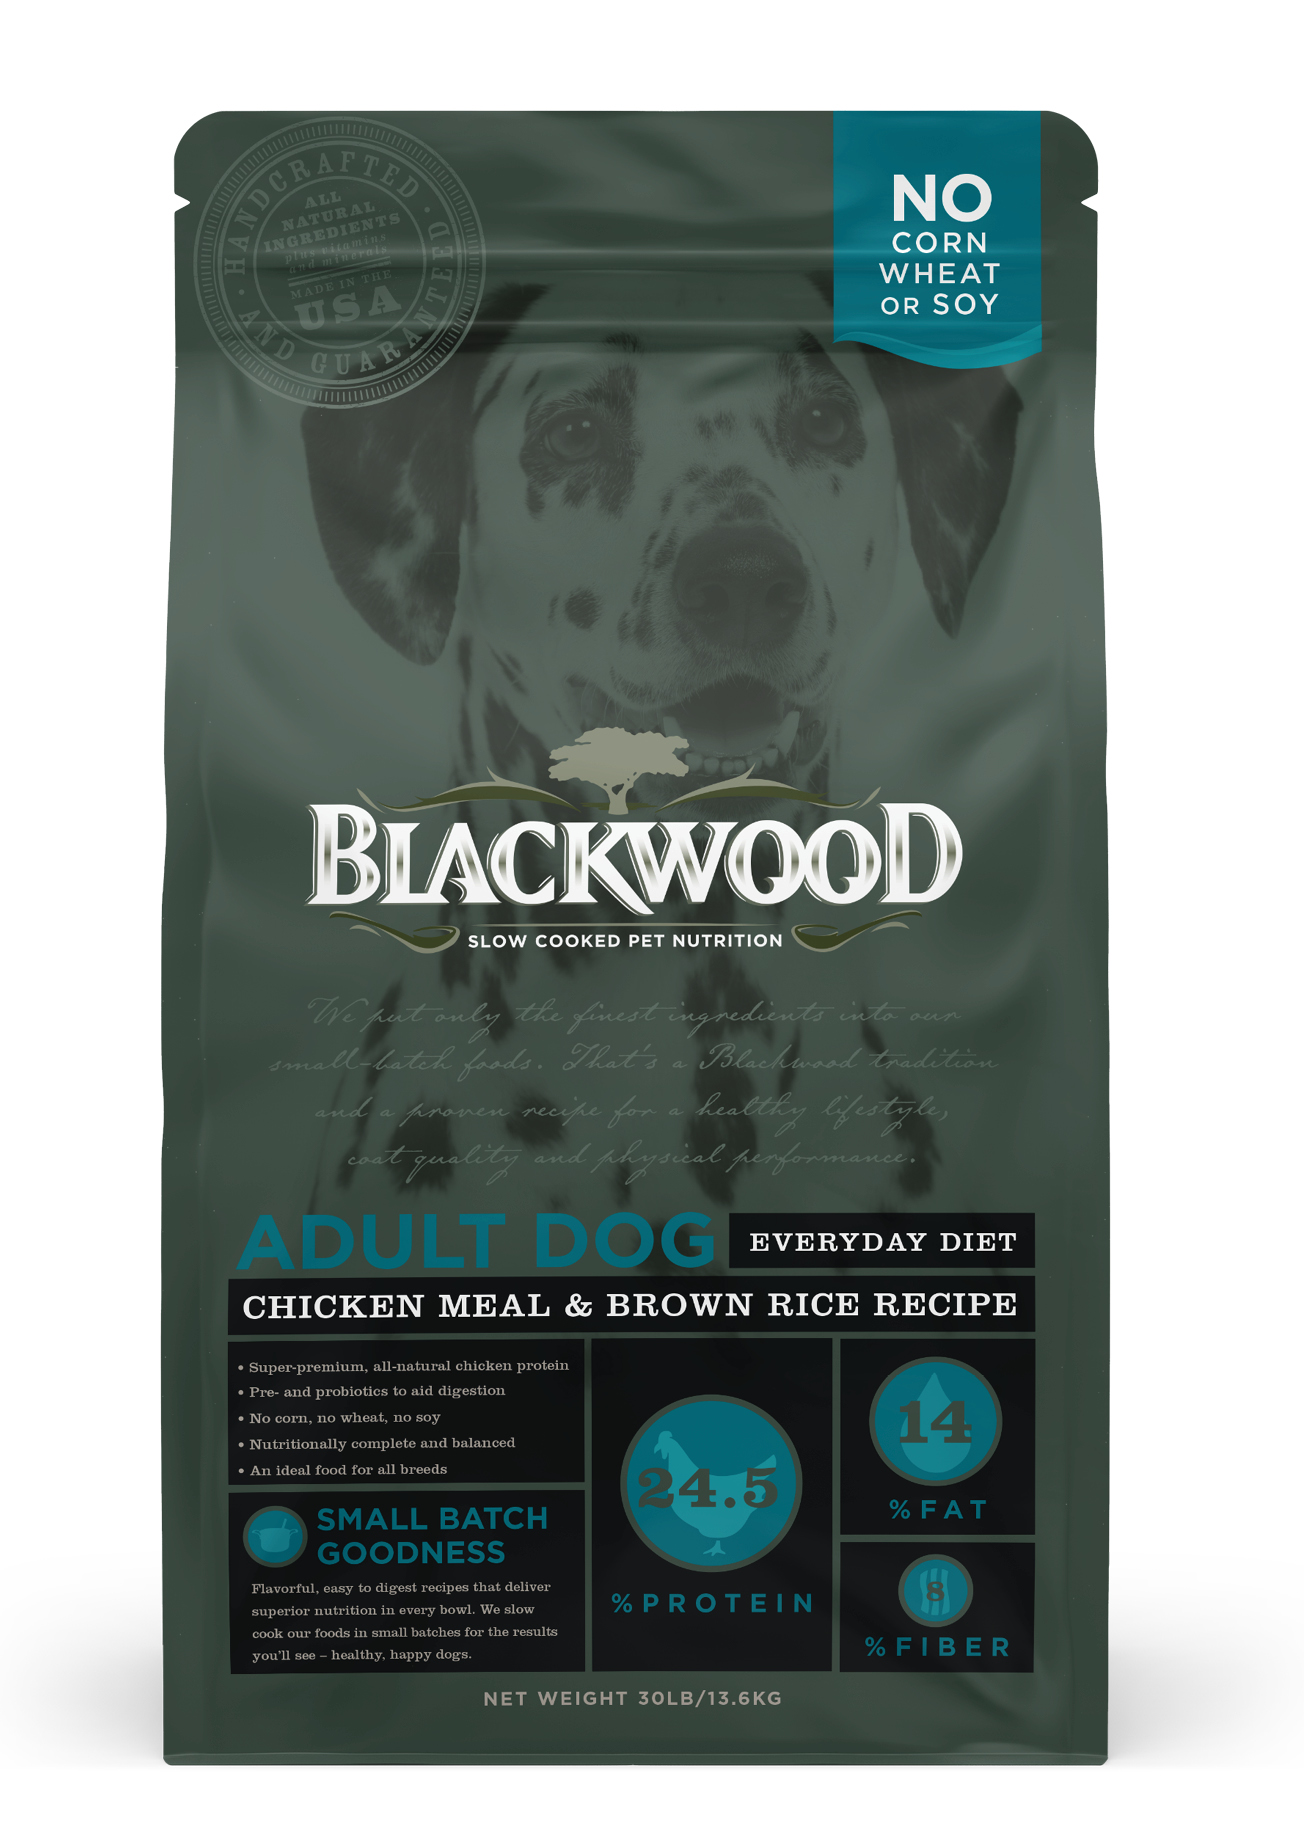 HANDCRAFTED
· AND GUARANTEED ·
ALL
NATURAL
INGREDIENTS
plus vitamins
and minerals
MADE IN THE
USA
NO
CORN
WHEAT
OR SOY
BLACKWOOD
SLOW COOKED PET NUTRITION
We put only the finest ingredients into our
small-batch foods. That's a Blackwood tradition
and a proven recipe for a healthy lifestyle,
coat quality and physical performance.
ADULT DOG
EVERYDAY DIET
CHICKEN MEAL & BROWN RICE RECIPE
• Super-premium, all-natural chicken protein
• Pre- and probiotics to aid digestion
• No corn, no wheat, no soy
• Nutritionally complete and balanced
• An ideal food for all breeds
SMALL BATCH
GOODNESS
Flavorful, easy to digest recipes that deliver
superior nutrition in every bowl. We slow
cook our foods in small batches for the results
you'll see – healthy, happy dogs.
24.5
% PROTEIN
14
% FAT
8
% FIBER
NET WEIGHT 30LB/13.6KG